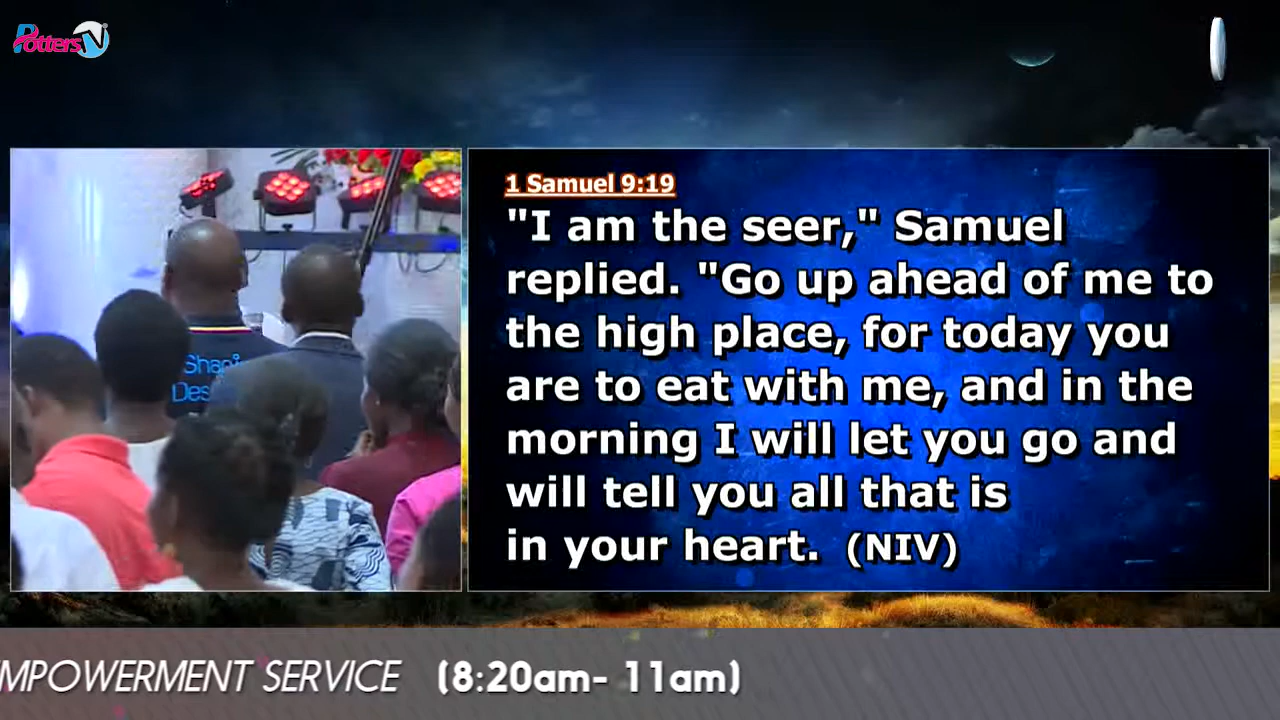 PottersTV
1 Samuel 9:19
"I am the seer," Samuel
replied. "Go up ahead of me to
the high place, for today you
are to eat with me, and in the
morning I will let you go and
will tell you all that is
in your heart. (NIV)
MPOWERMENT SERVICE (8:20am- 11am)